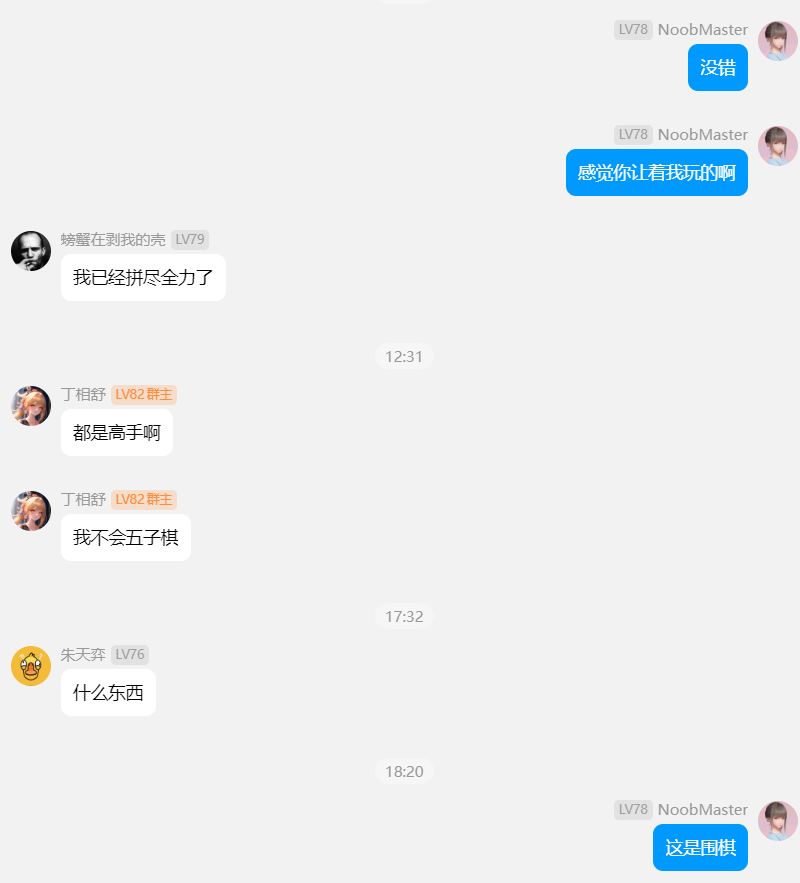 LV78 NoobMaster
没错
LV78 NoobMaster
感觉你让着我玩的啊
螃蟹在剥我的壳 LV79
我已经拼尽全力了
12:31
丁相舒 LV82 群主
都是高手啊
丁相舒 LV82 群主
我不会五子棋
17:32
朱天弈 LV76
什么东西
18:20
LV78 NoobMaster
这是围棋